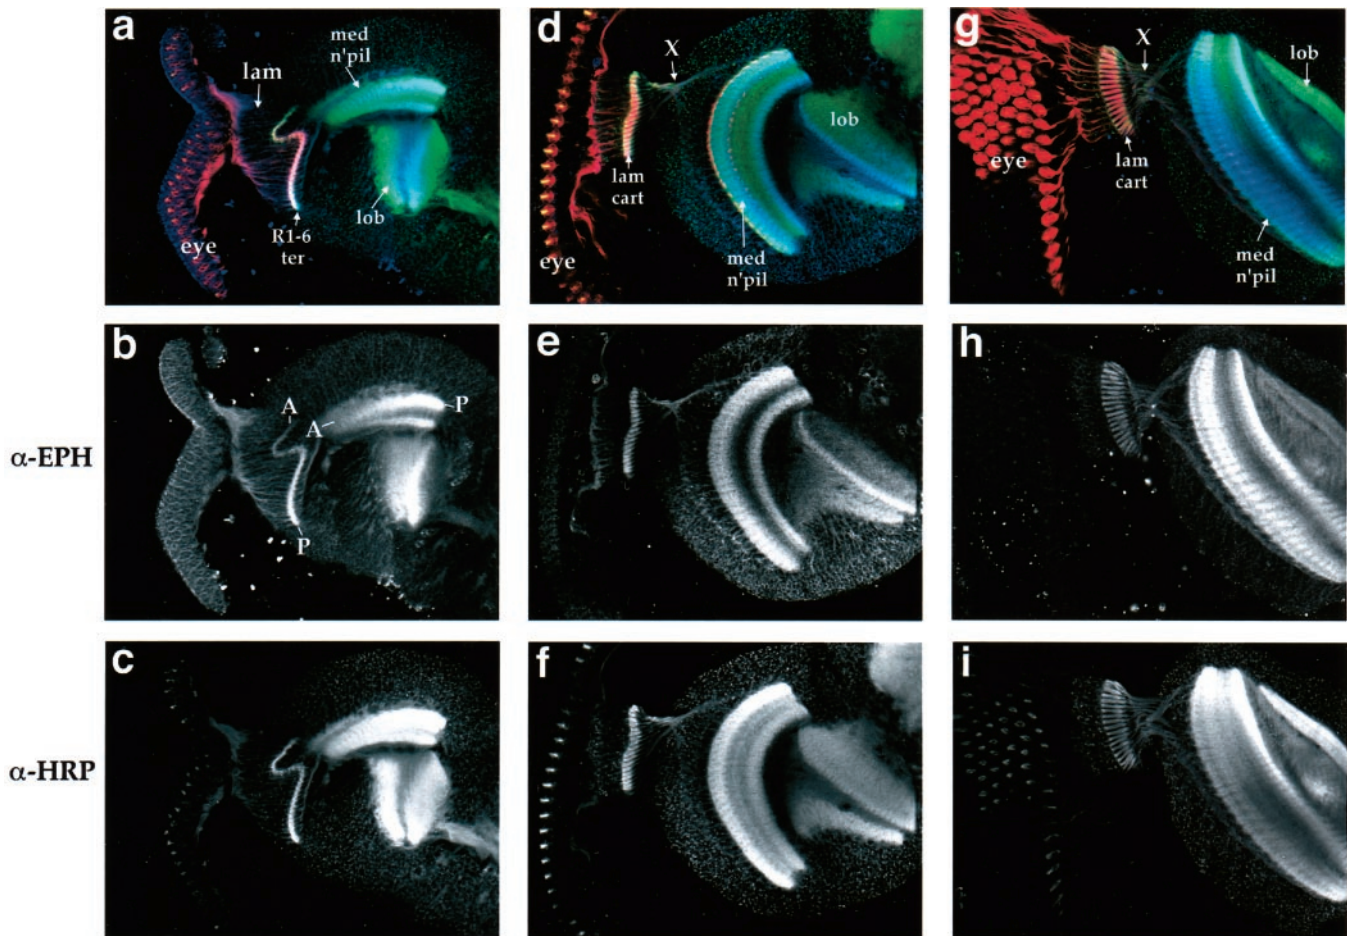 a
lam
med
n'pil
eye
R1-6
ter
lob
d
X
eye
lam
cart
med
n'pil
lob
g
X
lob
eye
lam
cart
med
n'pil
α-EPH
b
A
A
P
P
e
h
α-HRP
c
f
i